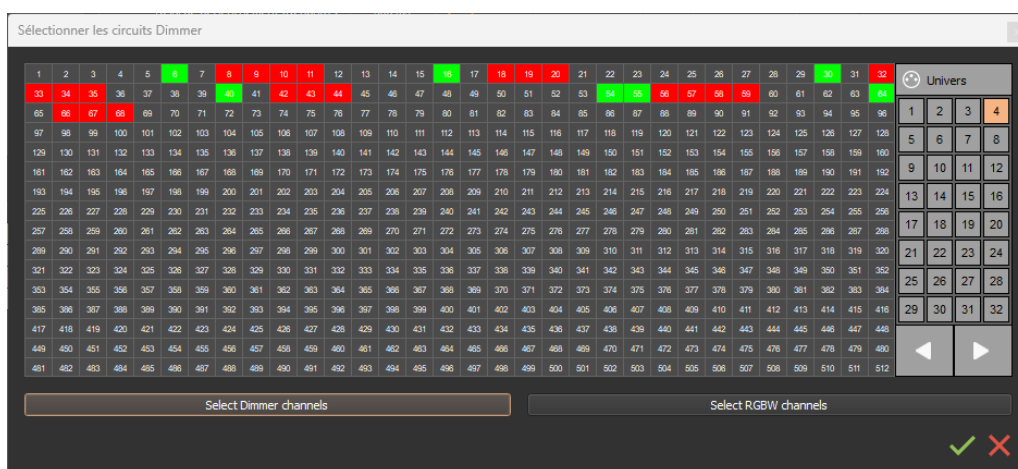 Sélectionner les circuits Dimmer
1 2 3 4 5 6 7 8 9 10 11 12 13 14 15 16 17 18 19 20 21 22 23 24 25 26 27 28 29 30 31 32
33 34 35 36 37 38 39 40 41 42 43 44 45 46 47 48 49 50 51 52 53 54 55 56 57 58 59 60 61 62 63 64
65 66 67 68 69 70 71 72 73 74 75 76 77 78 79 80 81 82 83 84 85 86 87 88 89 90 91 92 93 94 95 96
97 98 99 100 101 102 103 104 105 106 107 108 109 110 111 112 113 114 115 116 117 118 119 120 121 122 123 124 125 126 127 128
129 130 131 132 133 134 135 136 137 138 139 140 141 142 143 144 145 146 147 148 149 150 151 152 153 154 155 156 157 158 159 160
161 162 163 164 165 166 167 168 169 170 171 172 173 174 175 176 177 178 179 180 181 182 183 184 185 186 187 188 189 190 191 192
193 194 195 196 197 198 199 200 201 202 203 204 205 206 207 208 209 210 211 212 213 214 215 216 217 218 219 220 221 222 223 224
225 226 227 228 229 230 231 232 233 234 235 236 237 238 239 240 241 242 243 244 245 246 247 248 249 250 251 252 253 254 255 256
257 258 259 260 261 262 263 264 265 266 267 268 269 270 271 272 273 274 275 276 277 278 279 280 281 282 283 284 285 286 287 288
289 290 291 292 293 294 295 296 297 298 299 300 301 302 303 304 305 306 307 308 309 310 311 312 313 314 315 316 317 318 319 320
321 322 323 324 325 326 327 328 329 330 331 332 333 334 335 336 337 338 339 340 341 342 343 344 345 346 347 348 349 350 351 352
353 354 355 356 357 358 359 360 361 362 363 364 365 366 367 368 369 370 371 372 373 374 375 376 377 378 379 380 381 382 383 384
385 386 387 388 389 390 391 392 393 394 395 396 397 398 399 400 401 402 403 404 405 406 407 408 409 410 411 412 413 414 415 416
417 418 419 420 421 422 423 424 425 426 427 428 429 430 431 432 433 434 435 436 437 438 439 440 441 442 443 444 445 446 447 448
449 450 451 452 453 454 455 456 457 458 459 460 461 462 463 464 465 466 467 468 469 470 471 472 473 474 475 476 477 478 479 480
481 482 483 484 485 486 487 488 489 490 491 492 493 494 495 496 497 498 499 500 501 502 503 504 505 506 507 508 509 510 511 512
Univers
1 2 3 4
5 6 7 8
9 10 11 12
13 14 15 16
17 18 19 20
21 22 23 24
25 26 27 28
29 30 31 32
Select Dimmer channels
Select RGBW channels